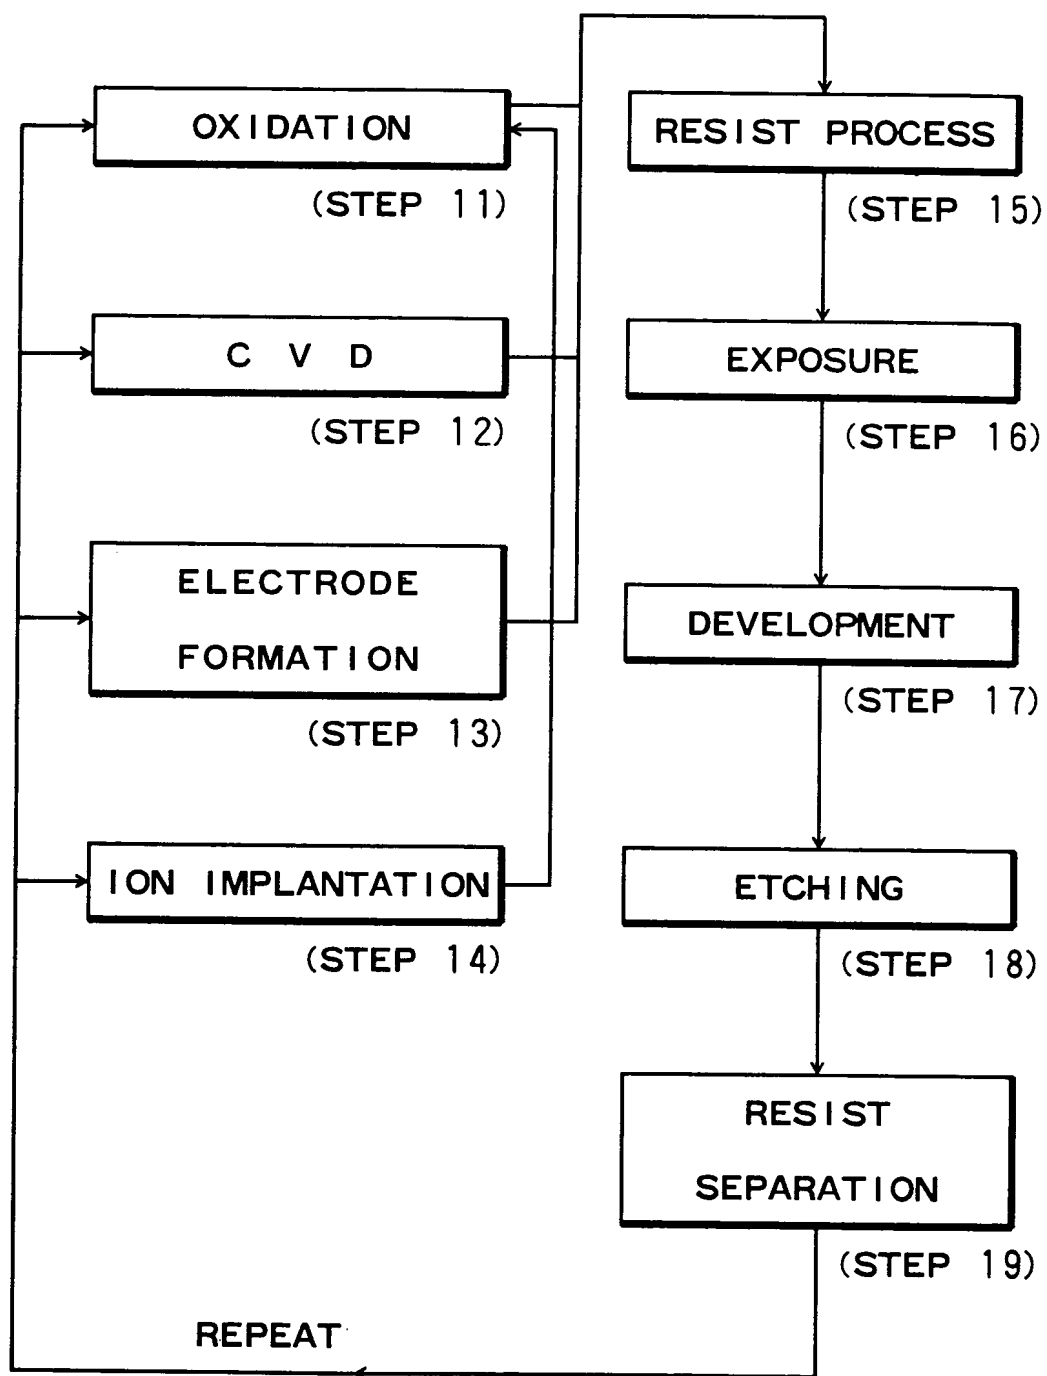 OXIDATION
(STEP 11)
CVD
(STEP 12)
ELECTRODE
FORMATION
(STEP 13)
ION IMPLANTATION
(STEP 14)
RESIST PROCESS
(STEP 15)
EXPOSURE
(STEP 16)
DEVELOPMENT
(STEP 17)
ETCHING
(STEP 18)
RESIST
SEPARATION
(STEP 19)
REPEAT